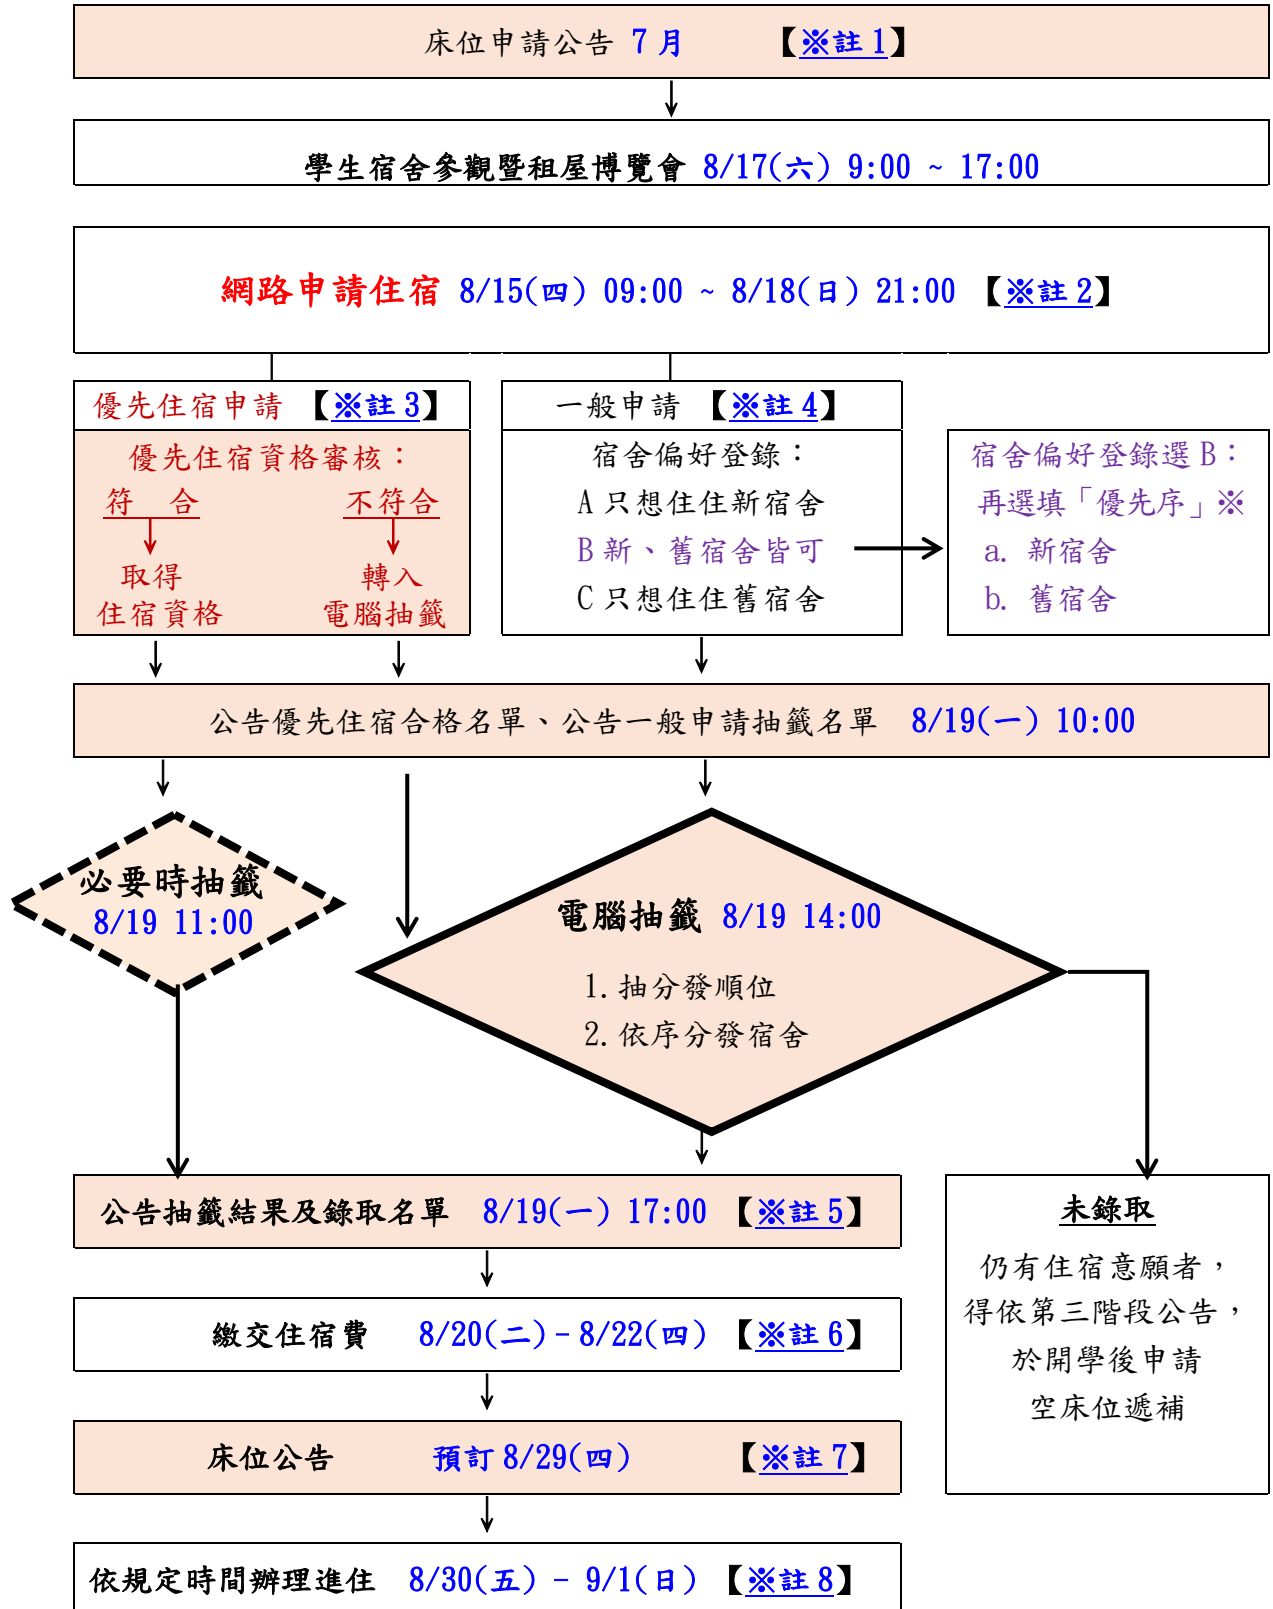 床位申請公告 7月 【※註1】
學生宿舍參觀暨租屋博覽會 8/17(六) 9:00 ~ 17:00
網路申請住宿 8/15(四) 09:00 ~ 8/18(日) 21:00 【※註2】
優先住宿申請 【※註3】
優先住宿資格審核：
符 合 不符合
取得 轉入
住宿資格 電腦抽籤
一般申請 【※註4】
宿舍偏好登錄：
A只想住住新宿舍
B新、舊宿舍皆可
C只想住住舊宿舍
宿舍偏好登錄選B：
再選填「優先序」※
a. 新宿舍
b. 舊宿舍
公告優先住宿合格名單、公告一般申請抽籤名單 8/19(一) 10:00
必要時抽籤
8/19 11:00
電腦抽籤 8/19 14:00
1.抽分發順位
2.依序分發宿舍
公告抽籤結果及錄取名單 8/19(一) 17:00 【※註5】
繳交住宿費 8/20(二)-8/22(四) 【※註6】
床位公告 預訂8/29(四) 【※註7】
依規定時間辦理進住 8/30(五) - 9/1(日) 【※註8】
未錄取
仍有住宿意願者，
得依第三階段公告，
於開學後申請
空床位遞補